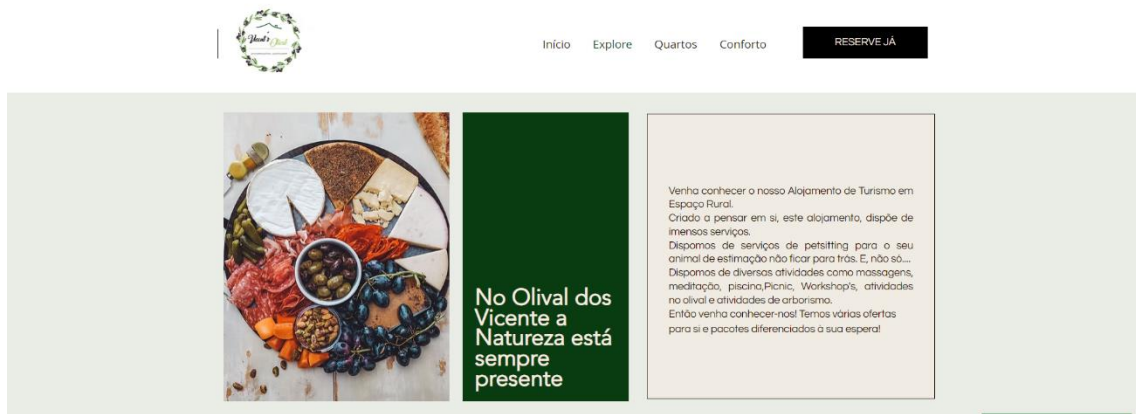 Início Explore Quartos Conforto RESERVE JÁ
No Olival dos
Vicente a
Natureza está
sempre
presente
Venha conhecer o nosso Alojamento de Turismo em
Espaço Rural.
Criado a pensar em si, este alojamento, dispõe de
imensos serviços.
Dispomos de serviços de petsitting para o seu
animal de estimação não ficar para trás. E, não só....
Dispomos de diversas atividades como massagens,
meditação, piscina,Picnic, Workshop's, atividades
no olival e atividades de arborismo.
Então venha conhecer-nos! Temos várias ofertas
para si e pacotes diferenciados à sua espera!